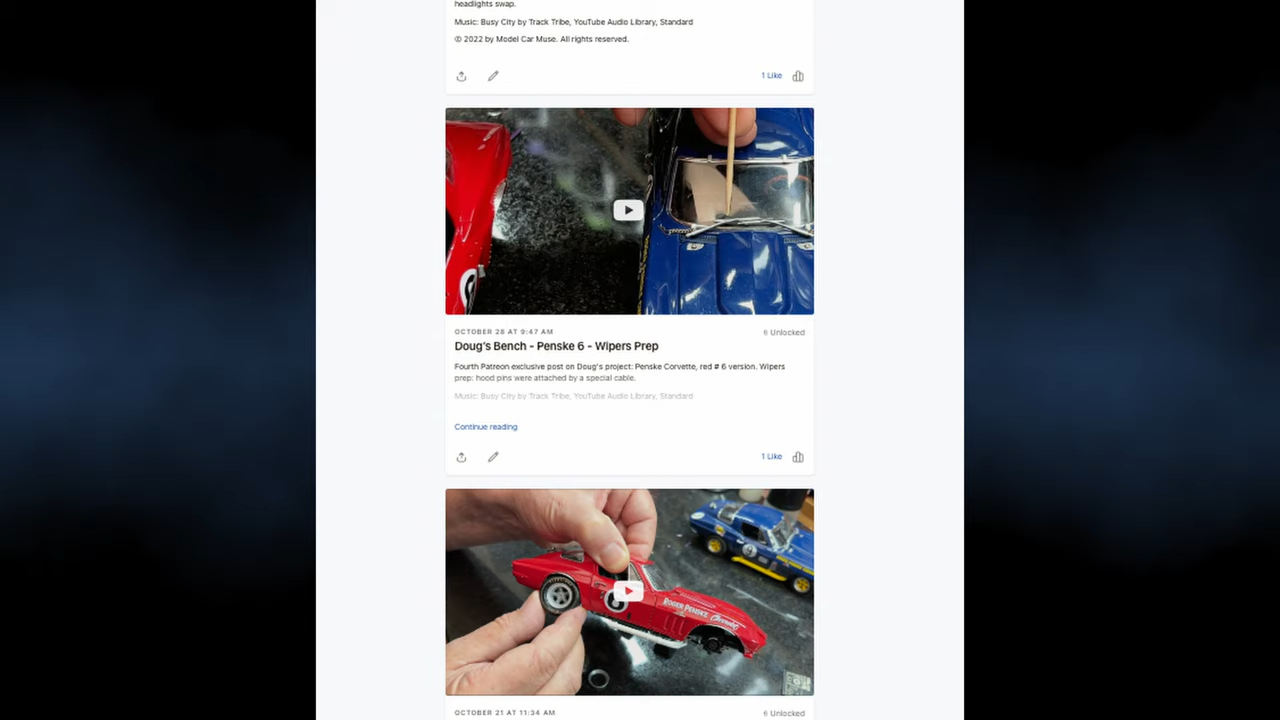 headlights swap.
Music: Busy City by Track Tribe, YouTube Audio Library, Standard
© 2022 by Model Car Muse. All rights reserved.
1 Like
OCTOBER 28 AT 9:47 AM
Unlocked
Doug's Bench - Penske 6 - Wipers Prep
Fourth Patreon exclusive post on Doug's project: Penske Corvette, red # 6 version. Wipers
prep: hood pins were attached by a special cable.
Music: Busy City by Track Tribe, YouTube Audio Library, Standard
Continue reading
1 Like
6
2
ROGER PENSKE Chevrolet
OCTOBER 21 AT 11:34 AM
Unlocked